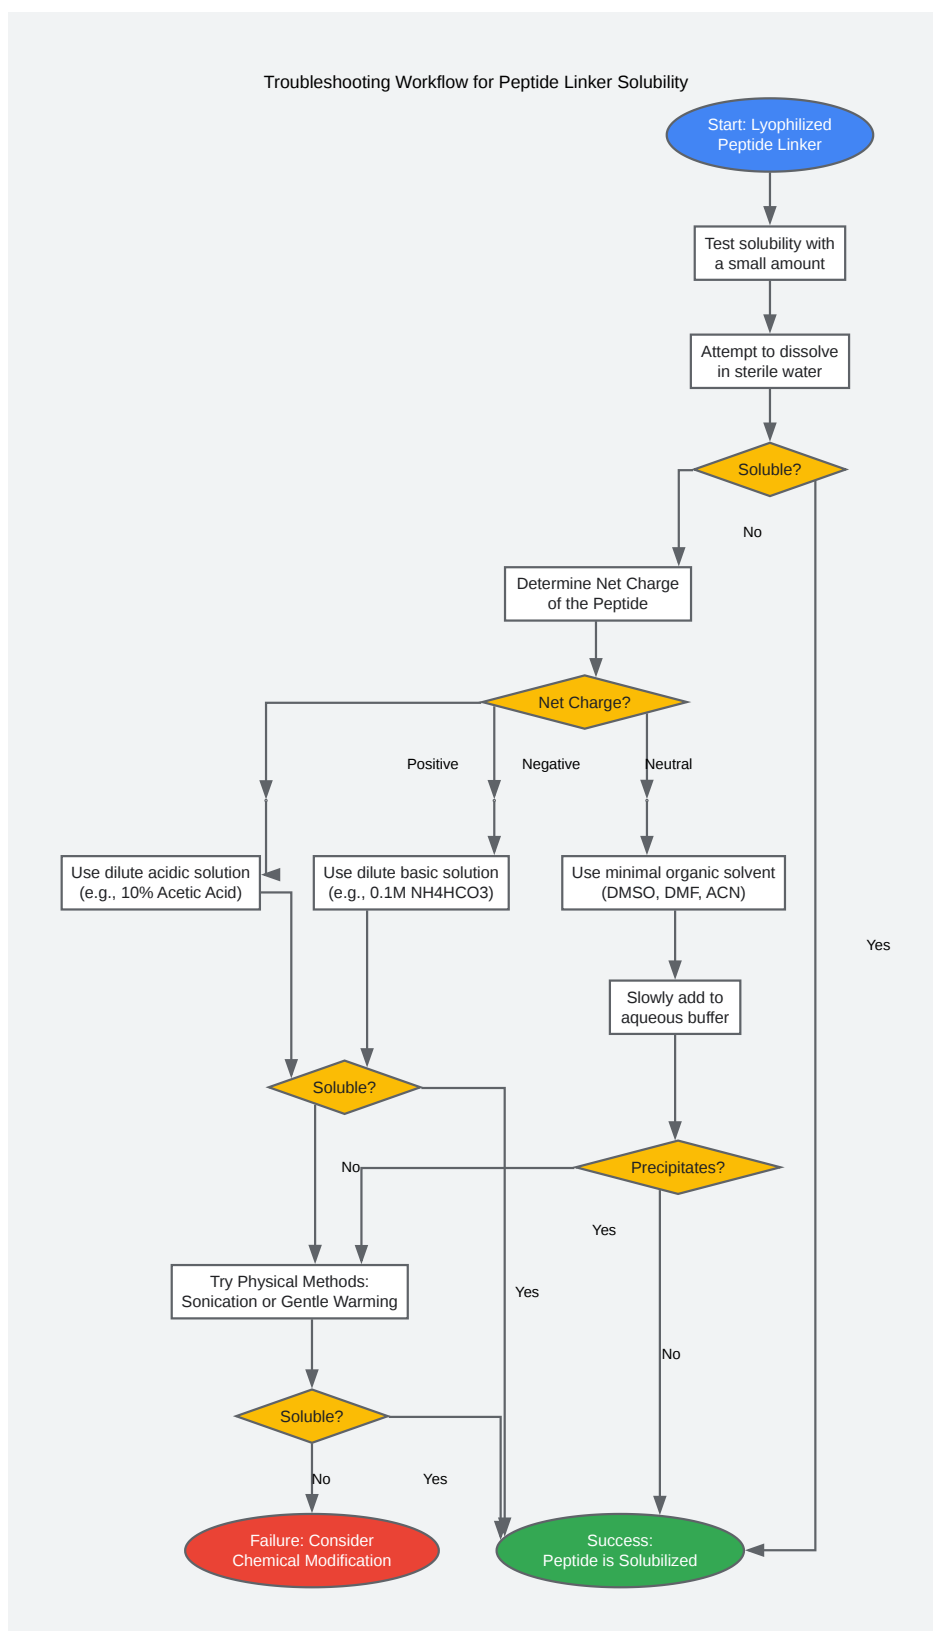 Troubleshooting Workflow for Peptide Linker Solubility
Start: Lyophilized
Peptide Linker
Test solubility with
a small amount
Attempt to dissolve
in sterile water
Soluble?
No
Determine Net Charge
of the Peptide
Net Charge?
Positive
Negative
Neutral
Use dilute acidic solution
(e.g., 10% Acetic Acid)
Use dilute basic solution
(e.g., 0.1M NH4HCO3)
Use minimal organic solvent
(DMSO, DMF, ACN)
Yes
Slowly add to
aqueous buffer
Soluble?
No
Precipitates?
Yes
Try Physical Methods:
Sonication or Gentle Warming
Yes
No
Soluble?
No
Yes
Failure: Consider
Chemical Modification
Success:
Peptide is Solubilized